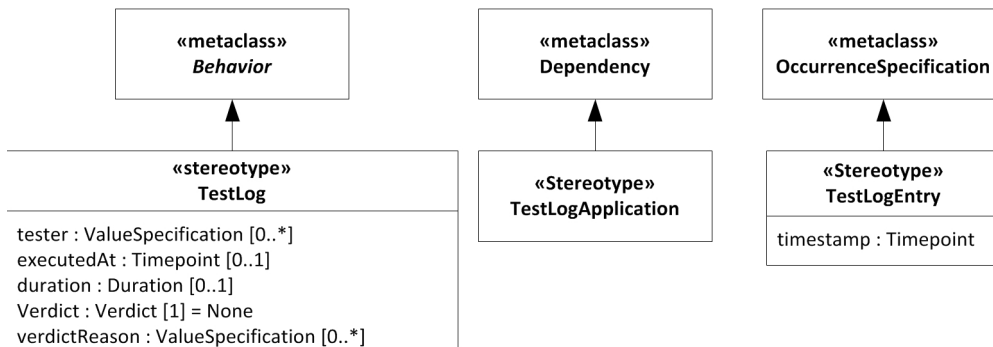 «metaclass»
Behavior
«stereotype»
TestLog
tester : ValueSpecification [0..*]
executedAt : Timepoint [0..1]
duration : Duration [0..1]
Verdict : Verdict [1] = None
verdictReason : ValueSpecification [0..*]
«metaclass»
Dependency
«Stereotype»
TestLogApplication
«metaclass»
OccurrenceSpecification
«Stereotype»
TestLogEntry
timestamp : Timepoint